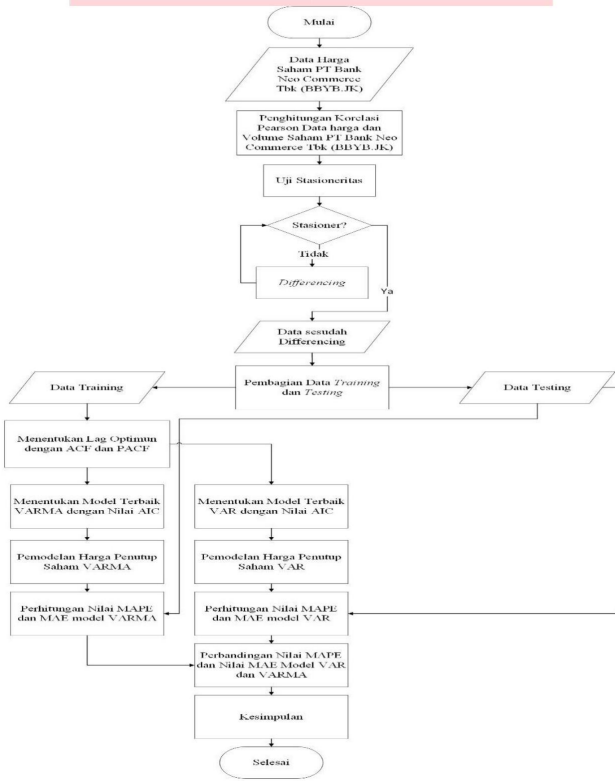 Mulai
Data Harga
Saham PT Bank
Neo Commerce
Tbk (BBYB.JK)
Penghitungan Korelasi
Pearson Data harga dan
Volume Saham PT Bank Neo
Commerce Tbk (BBYB.JK)
Uji Stasioneritas
Stasioner?
Tidak
Differencing
Ya
Data sesudah
Differencing
Data Training
Pembagian Data Training
dan Testing
Data Testing
Menentukan Lag Optimun
dengan ACF dan PACF
Menentukan Model Terbaik
VARMA dengan Nilai AIC
Menentukan Model Terbaik
VAR dengan Nilai AIC
Pemodelan Harga Penutup
Saham VARMA
Pemodelan Harga Penutup
Saham VAR
Perhitungan Nilai MAPE
dan MAE model VARMA
Perhitungan Nilai MAPE
dan MAE model VAR
Perbandingan Nilai MAPE
dan Nilai MAE Model VAR
dan VARMA
Kesimpulan
Selesai